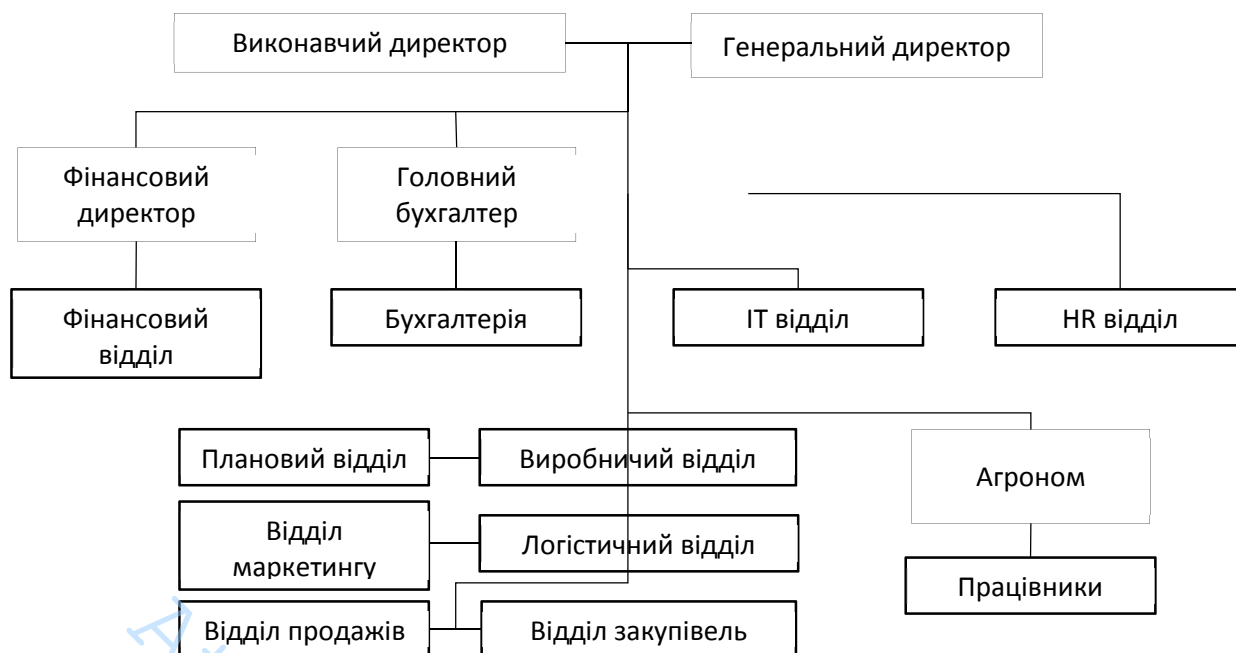 Виконавчий директор
Генеральний директор
Фінансовий
директор
Головний
бухгалтер
Фінансовий
відділ
Бухгалтерія
ІТ відділ
HR відділ
Плановий відділ
Виробничий відділ
Агроном
Відділ
маркетингу
Логістичний відділ
Працівники
Відділ продажів
Відділ закупівель